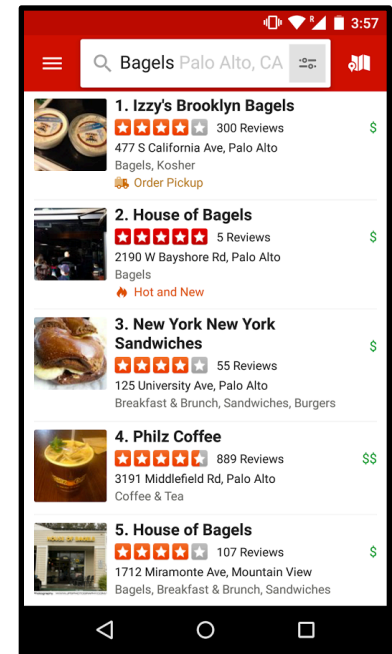 R 3:57
Bagels Palo Alto, CA
1. Izzy's Brooklyn Bagels
300 Reviews $
477 S California Ave, Palo Alto
Bagels, Kosher
Order Pickup
2. House of Bagels
5 Reviews $
2190 W Bayshore Rd, Palo Alto
Bagels
Hot and New
3. New York New York
Sandwiches
$
55 Reviews
125 University Ave, Palo Alto
Breakfast & Brunch, Sandwiches, Burgers
4. Philz Coffee
889 Reviews $$
3191 Middlefield Rd, Palo Alto
Coffee & Tea
5. House of Bagels
HOUSE OF BAGELS
107 Reviews $
1712 Miramonte Ave, Mountain View
Bagels, Breakfast & Brunch, Sandwiches